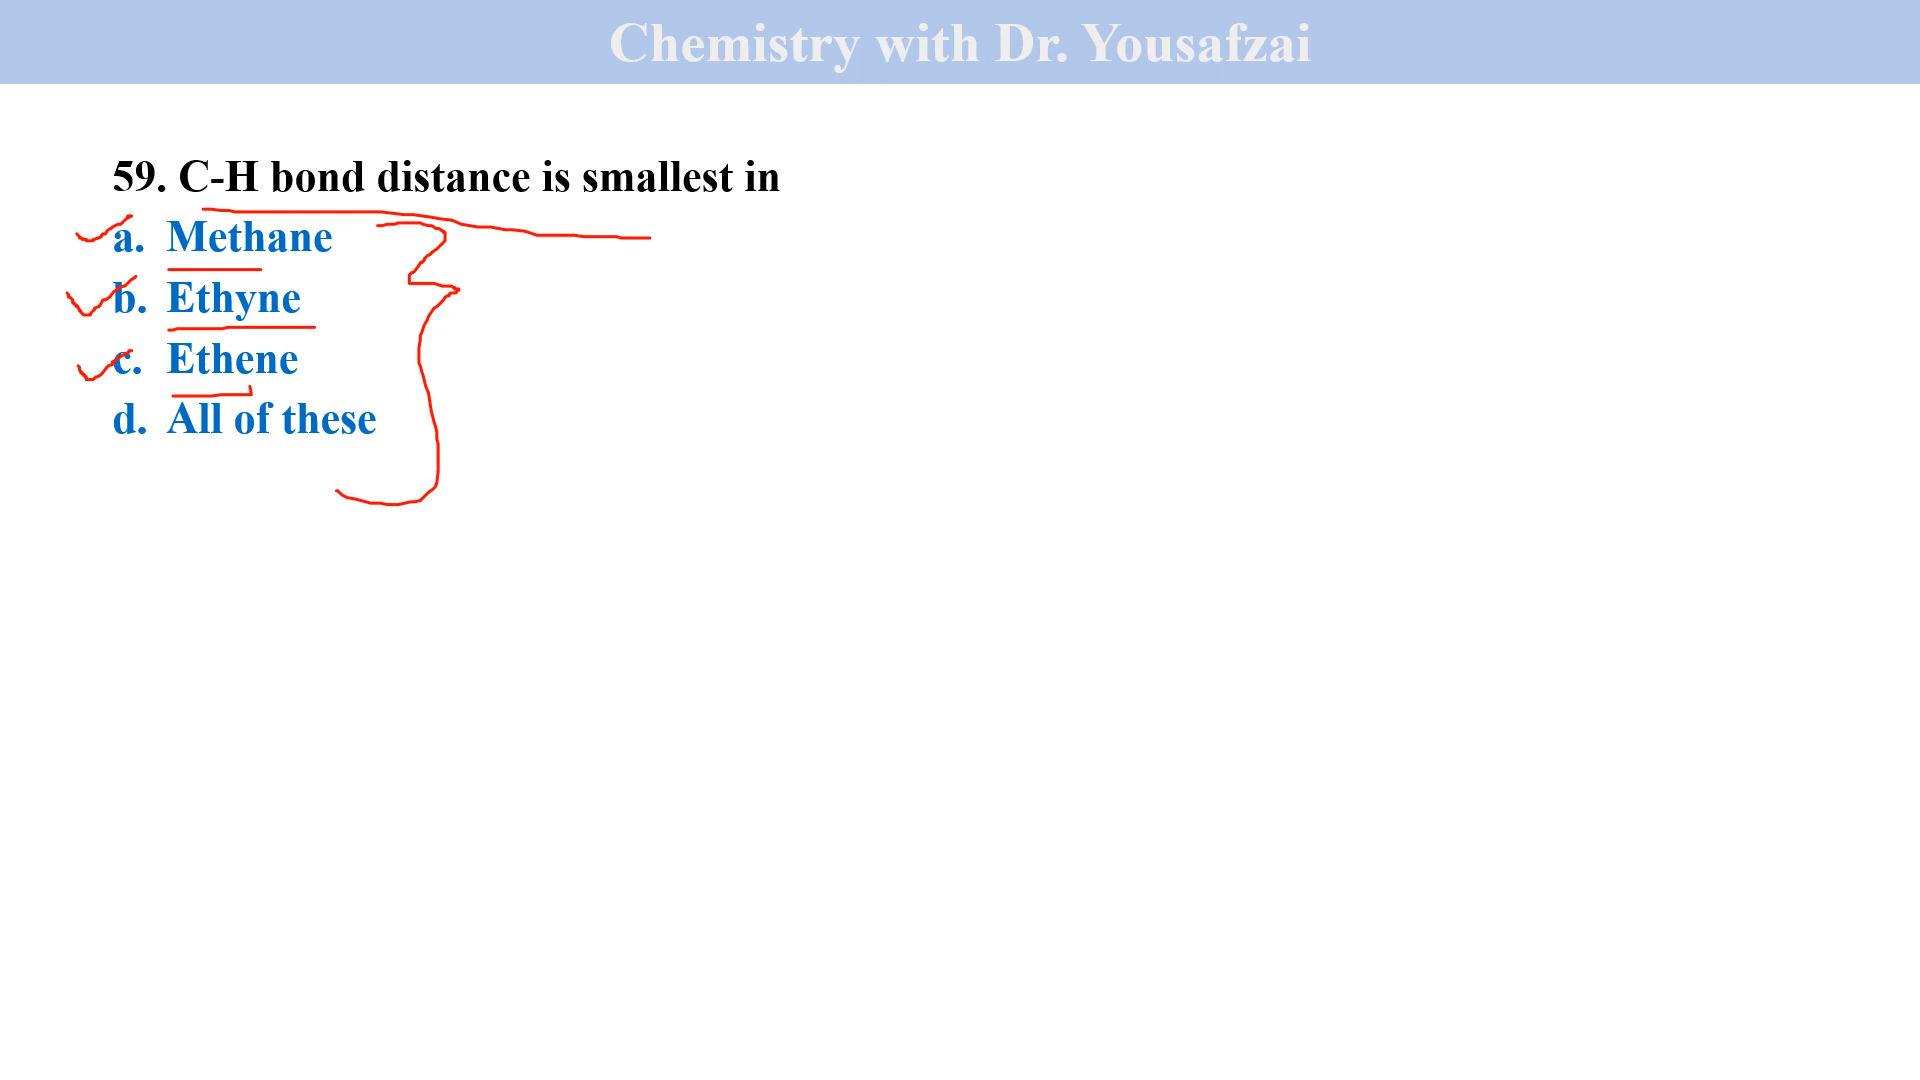 Chemistry with Dr. Yousafzai
59. C-H bond distance is smallest in
a. Methane
b. Ethyne
c. Ethene
d. All of these